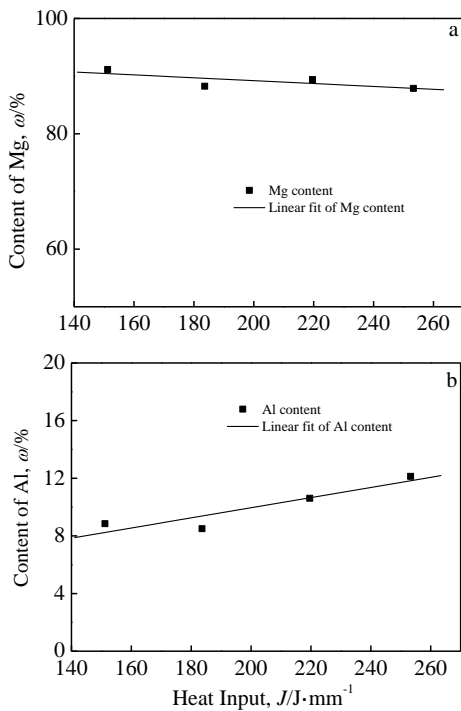 a
100
80
60
Content of Mg, ω/%
Mg content
Linear fit of Mg content
140 160 180 200 220 240 260
b
20
16
12
8
4
0
Content of Al, ω/%
Al content
Linear fit of Al content
140 160 180 200 220 240 260
Heat Input, J/J·mm⁻¹